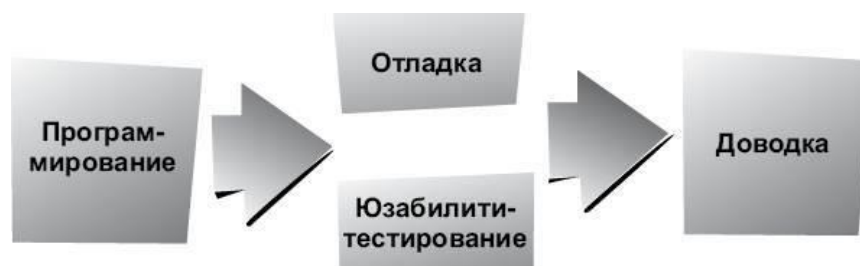 Програм-
мирование
Отладка
Юзабилити-
тестирование
Доводка